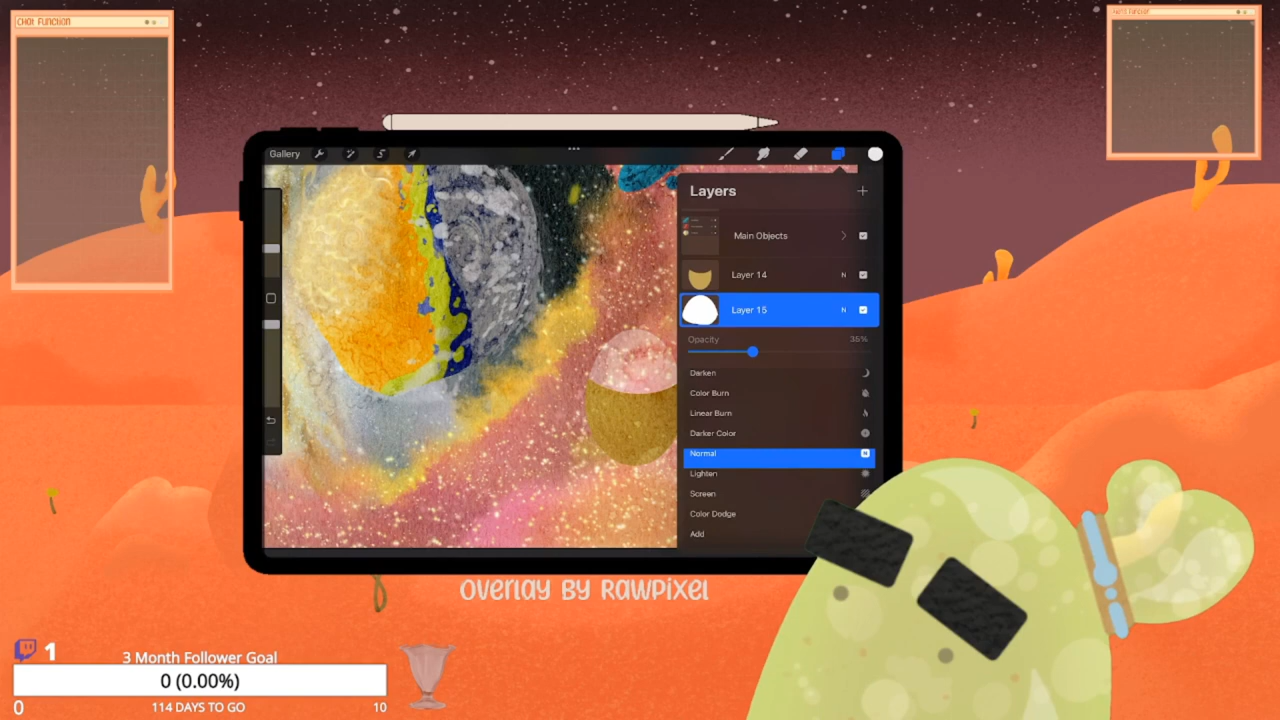 Chat Function
Gallery
S
Layers
Main Objects
Layer 14
N
Layer 15
N
Opacity
35%
Darken
Color Burn
Linear Burn
Darker Color
Normal
N
Lighten
Screen
Color Dodge
Add
Overlay by Rawpixel
1
3 Month Follower Goal
0 (0.00%)
0
114 DAYS TO GO
10